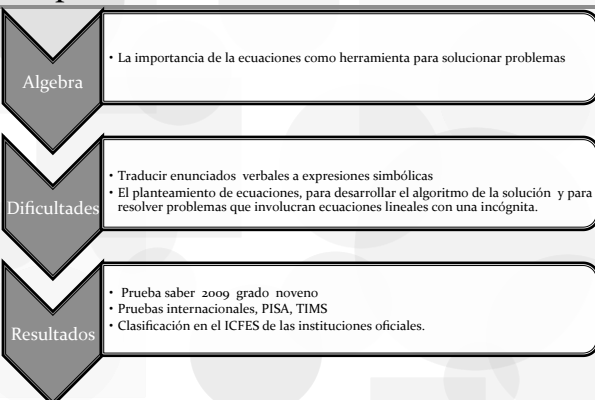 Algebra
• La importancia de la ecuaciones como herramienta para solucionar problemas
Dificultades
• Traducir enunciados verbales a expresiones simbólicas
• El planteamiento de ecuaciones, para desarrollar el algoritmo de la solución y para
resolver problemas que involucran ecuaciones lineales con una incógnita.
Resultados
• Prueba saber 2009 grado noveno
• Pruebas internacionales, PISA, TIMS
• Clasificación en el ICFES de las instituciones oficiales.